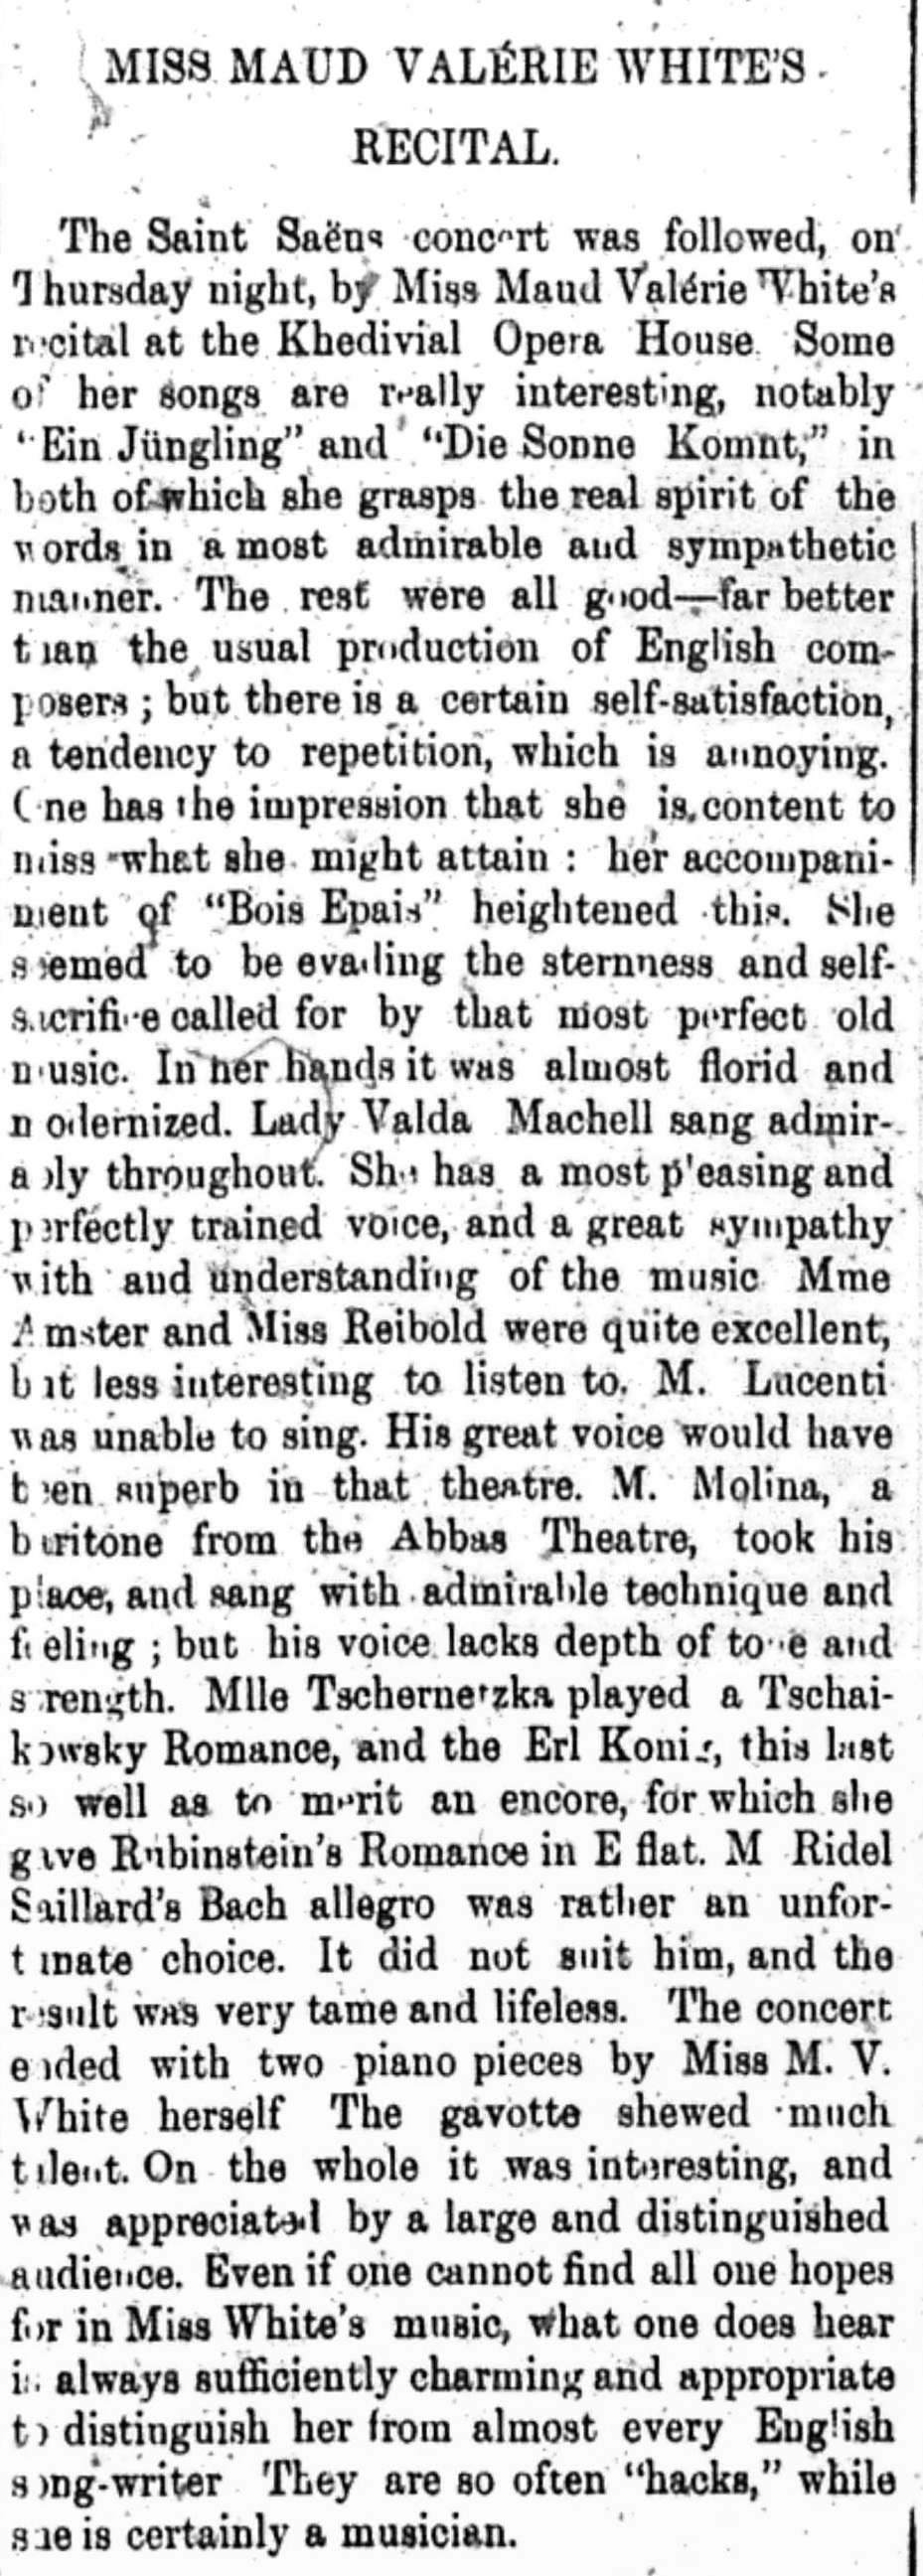 MISS MAUD VALÉRIE WHITE'S
RECITAL.
The Saint Saëns concert was followed, on
Thursday night, by Miss Maud Valérie White's
recital at the Khedivial Opera House. Some
of her songs are really interesting, notably
"Ein Jüngling" and "Die Sonne Komnt," in
both of which she grasps the real spirit of the
words in a most admirable and sympathetic
manner. The rest were all good—far better
than the usual production of English com-
posers ; but there is a certain self-satisfaction,
a tendency to repetition, which is annoying.
One has the impression that she is content to
miss what she might attain : her accompani-
ment of "Bois Epais" heightened this. She
seemed to be evading the sternness and self-
sacrifice called for by that most perfect old
music. In her hands it was almost florid and
modernized. Lady Valda Machell sang admir-
ably throughout. She has a most pleasing and
perfectly trained voice, and a great sympathy
with and understanding of the music. Mme
Amster and Miss Reibold were quite excellent,
but less interesting to listen to. M. Lucenti
was unable to sing. His great voice would have
been superb in that theatre. M. Molina, a
baritone from the Abbas Theatre, took his
place, and sang with admirable technique and
feeling ; but his voice lacks depth of tone and
strength. Mlle Tschernetzka played a Tschai-
kowsky Romance, and the Erl Konig, this last
so well as to merit an encore, for which she
gave Rubinstein's Romance in E flat. M Ridel
Saillard's Bach allegro was rather an unfor-
tunate choice. It did not suit him, and the
result was very tame and lifeless. The concert
ended with two piano pieces by Miss M. V.
White herself The gavotte shewed much
talent. On the whole it was interesting, and
was appreciated by a large and distinguished
audience. Even if one cannot find all one hopes
for in Miss White's music, what one does hear
is always sufficiently charming and appropriate
to distinguish her from almost every English
song-writer They are so often "hacks," while
she is certainly a musician.